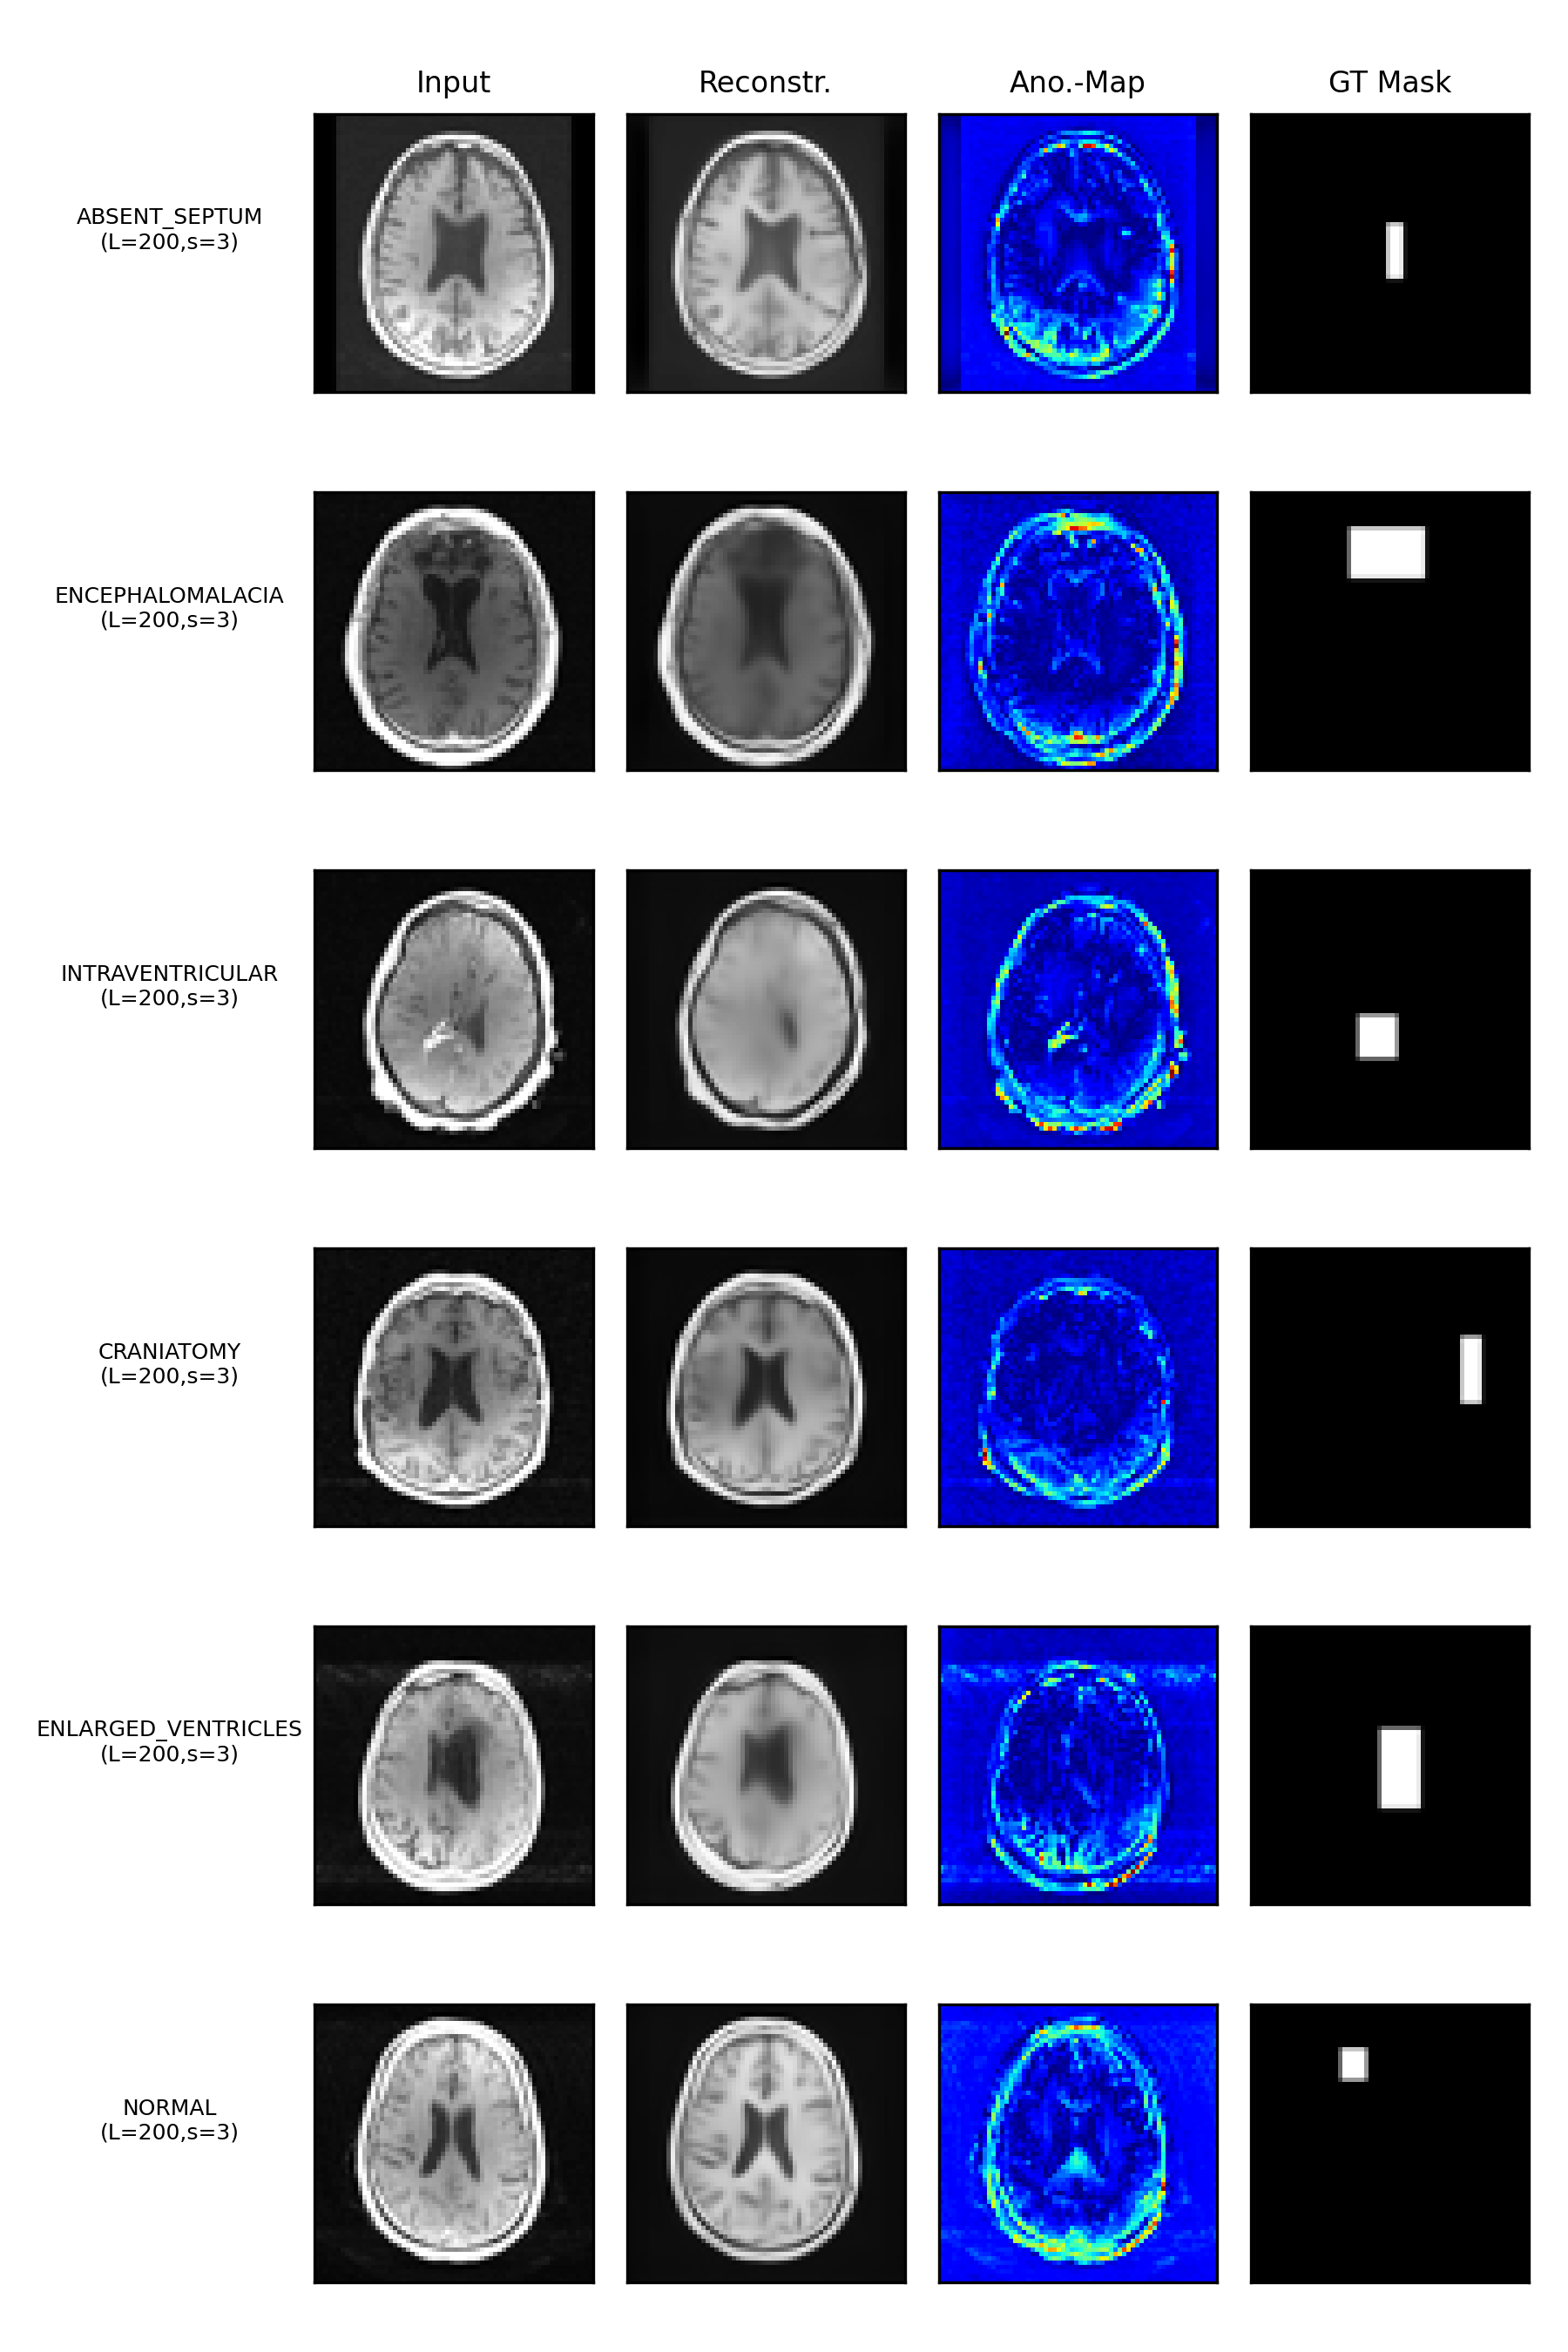 Input Reconstr. Ano.-Map GT Mask
ABSENT_SEPTUM
(L=200,s=3)
ENCEPHALOMALACIA
(L=200,s=3)
INTRAVENTRICULAR
(L=200,s=3)
CRANIATOMY
(L=200,s=3)
ENLARGED_VENTRICLES
(L=200,s=3)
NORMAL
(L=200,s=3)